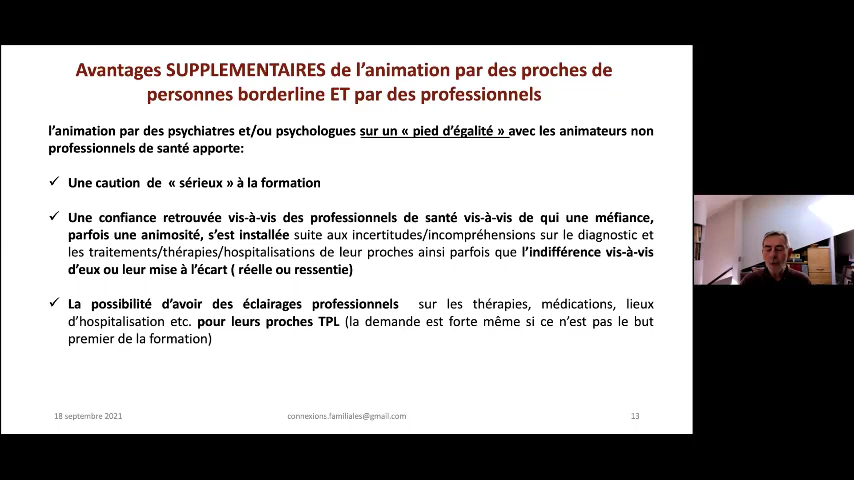 Avantages SUPPLEMENTAIRES de l'animation par des proches de
personnes borderline ET par des professionnels
l'animation par des psychiatres et/ou psychologues sur un « pied d'égalité » avec les animateurs non
professionnels de santé apporte:
✓ Une caution de « sérieux » à la formation
✓ Une confiance retrouvée vis-à-vis des professionnels de santé vis-à-vis de qui une méfiance,
parfois une animosité, s'est installée suite aux incertitudes/incompréhensions sur le diagnostic et
les traitements/thérapies/hospitalisations de leur proches ainsi parfois que l'indifférence vis-à-vis
d'eux ou leur mise à l'écart ( réelle ou ressentie)
✓ La possibilité d'avoir des éclairages professionnels sur les thérapies, médications, lieux
d'hospitalisation etc. pour leurs proches TPL (la demande est forte même si ce n'est pas le but
premier de la formation)
18 septembre 2021
connexions.familiales@gmail.com
13